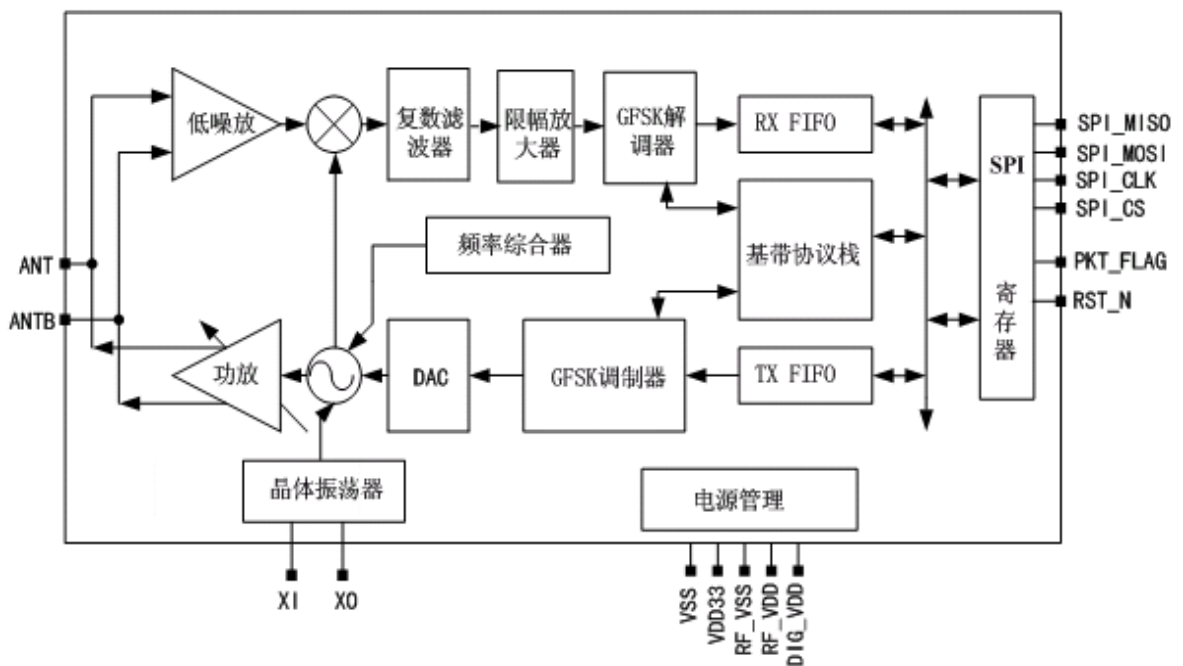 低噪放
复数滤
波器
限幅放
大器
GFSK解
调器
RX FIFO
SPI
寄
存
器
SPI_MISO
SPI_MOSI
SPI_CLK
SPI_CS
PKT_FLAG
RST_N
频率综合器
基带协议栈
ANT
ANTB
功放
DAC
GFSK调制器
TX FIFO
晶体振荡器
电源管理
XI
XO
VSS
VDD33
RF_VSS
RF_VDD
DIG_VDD